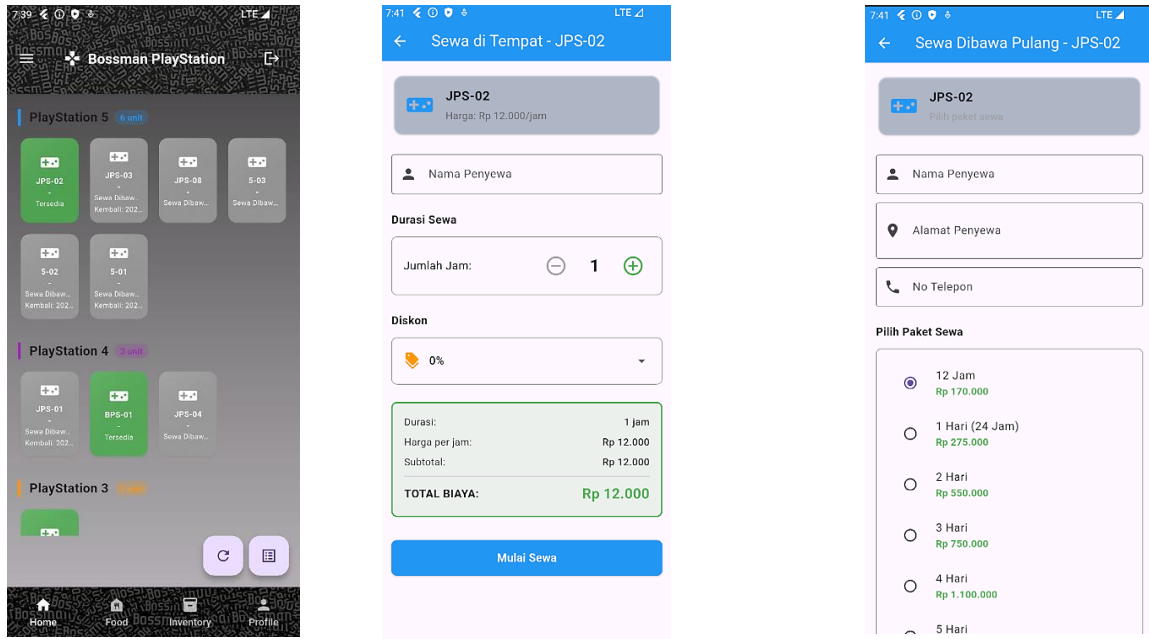 7:39
LTE
Bossman PlayStation
PlayStation 5 6 unit
JPS-02
-
Tersedia
JPS-03
-
Sewa Dibaw...
Kembali: 202...
JPS-08
-
Sewa Dibaw...
5-03
-
Sewa Dibaw...
5-02
-
Sewa Dibaw...
Kembali: 202...
5-01
-
Sewa Dibaw...
Kembali: 202...
PlayStation 4 3 unit
JPS-01
-
Sewa Dibaw...
Kembali: 202...
BPS-01
-
Tersedia
JPS-04
-
Sewa Dibaw...
PlayStation 3
Home
Food
Inventory
Profile
7:41
LTE
Sewa di Tempat - JPS-02
JPS-02
Harga: Rp 12.000/jam
Nama Penyewa
Durasi Sewa
Jumlah Jam: 1
Diskon
0%
Durasi: 1 jam
Harga per jam: Rp 12.000
Subtotal: Rp 12.000
TOTAL BIAYA: Rp 12.000
Mulai Sewa
7:41
LTE
Sewa Dibawa Pulang - JPS-02
JPS-02
Pilih paket sewa
Nama Penyewa
Alamat Penyewa
No Telepon
Pilih Paket Sewa
12 Jam
Rp 170.000
1 Hari (24 Jam)
Rp 275.000
2 Hari
Rp 550.000
3 Hari
Rp 750.000
4 Hari
Rp 1.100.000
5 Hari